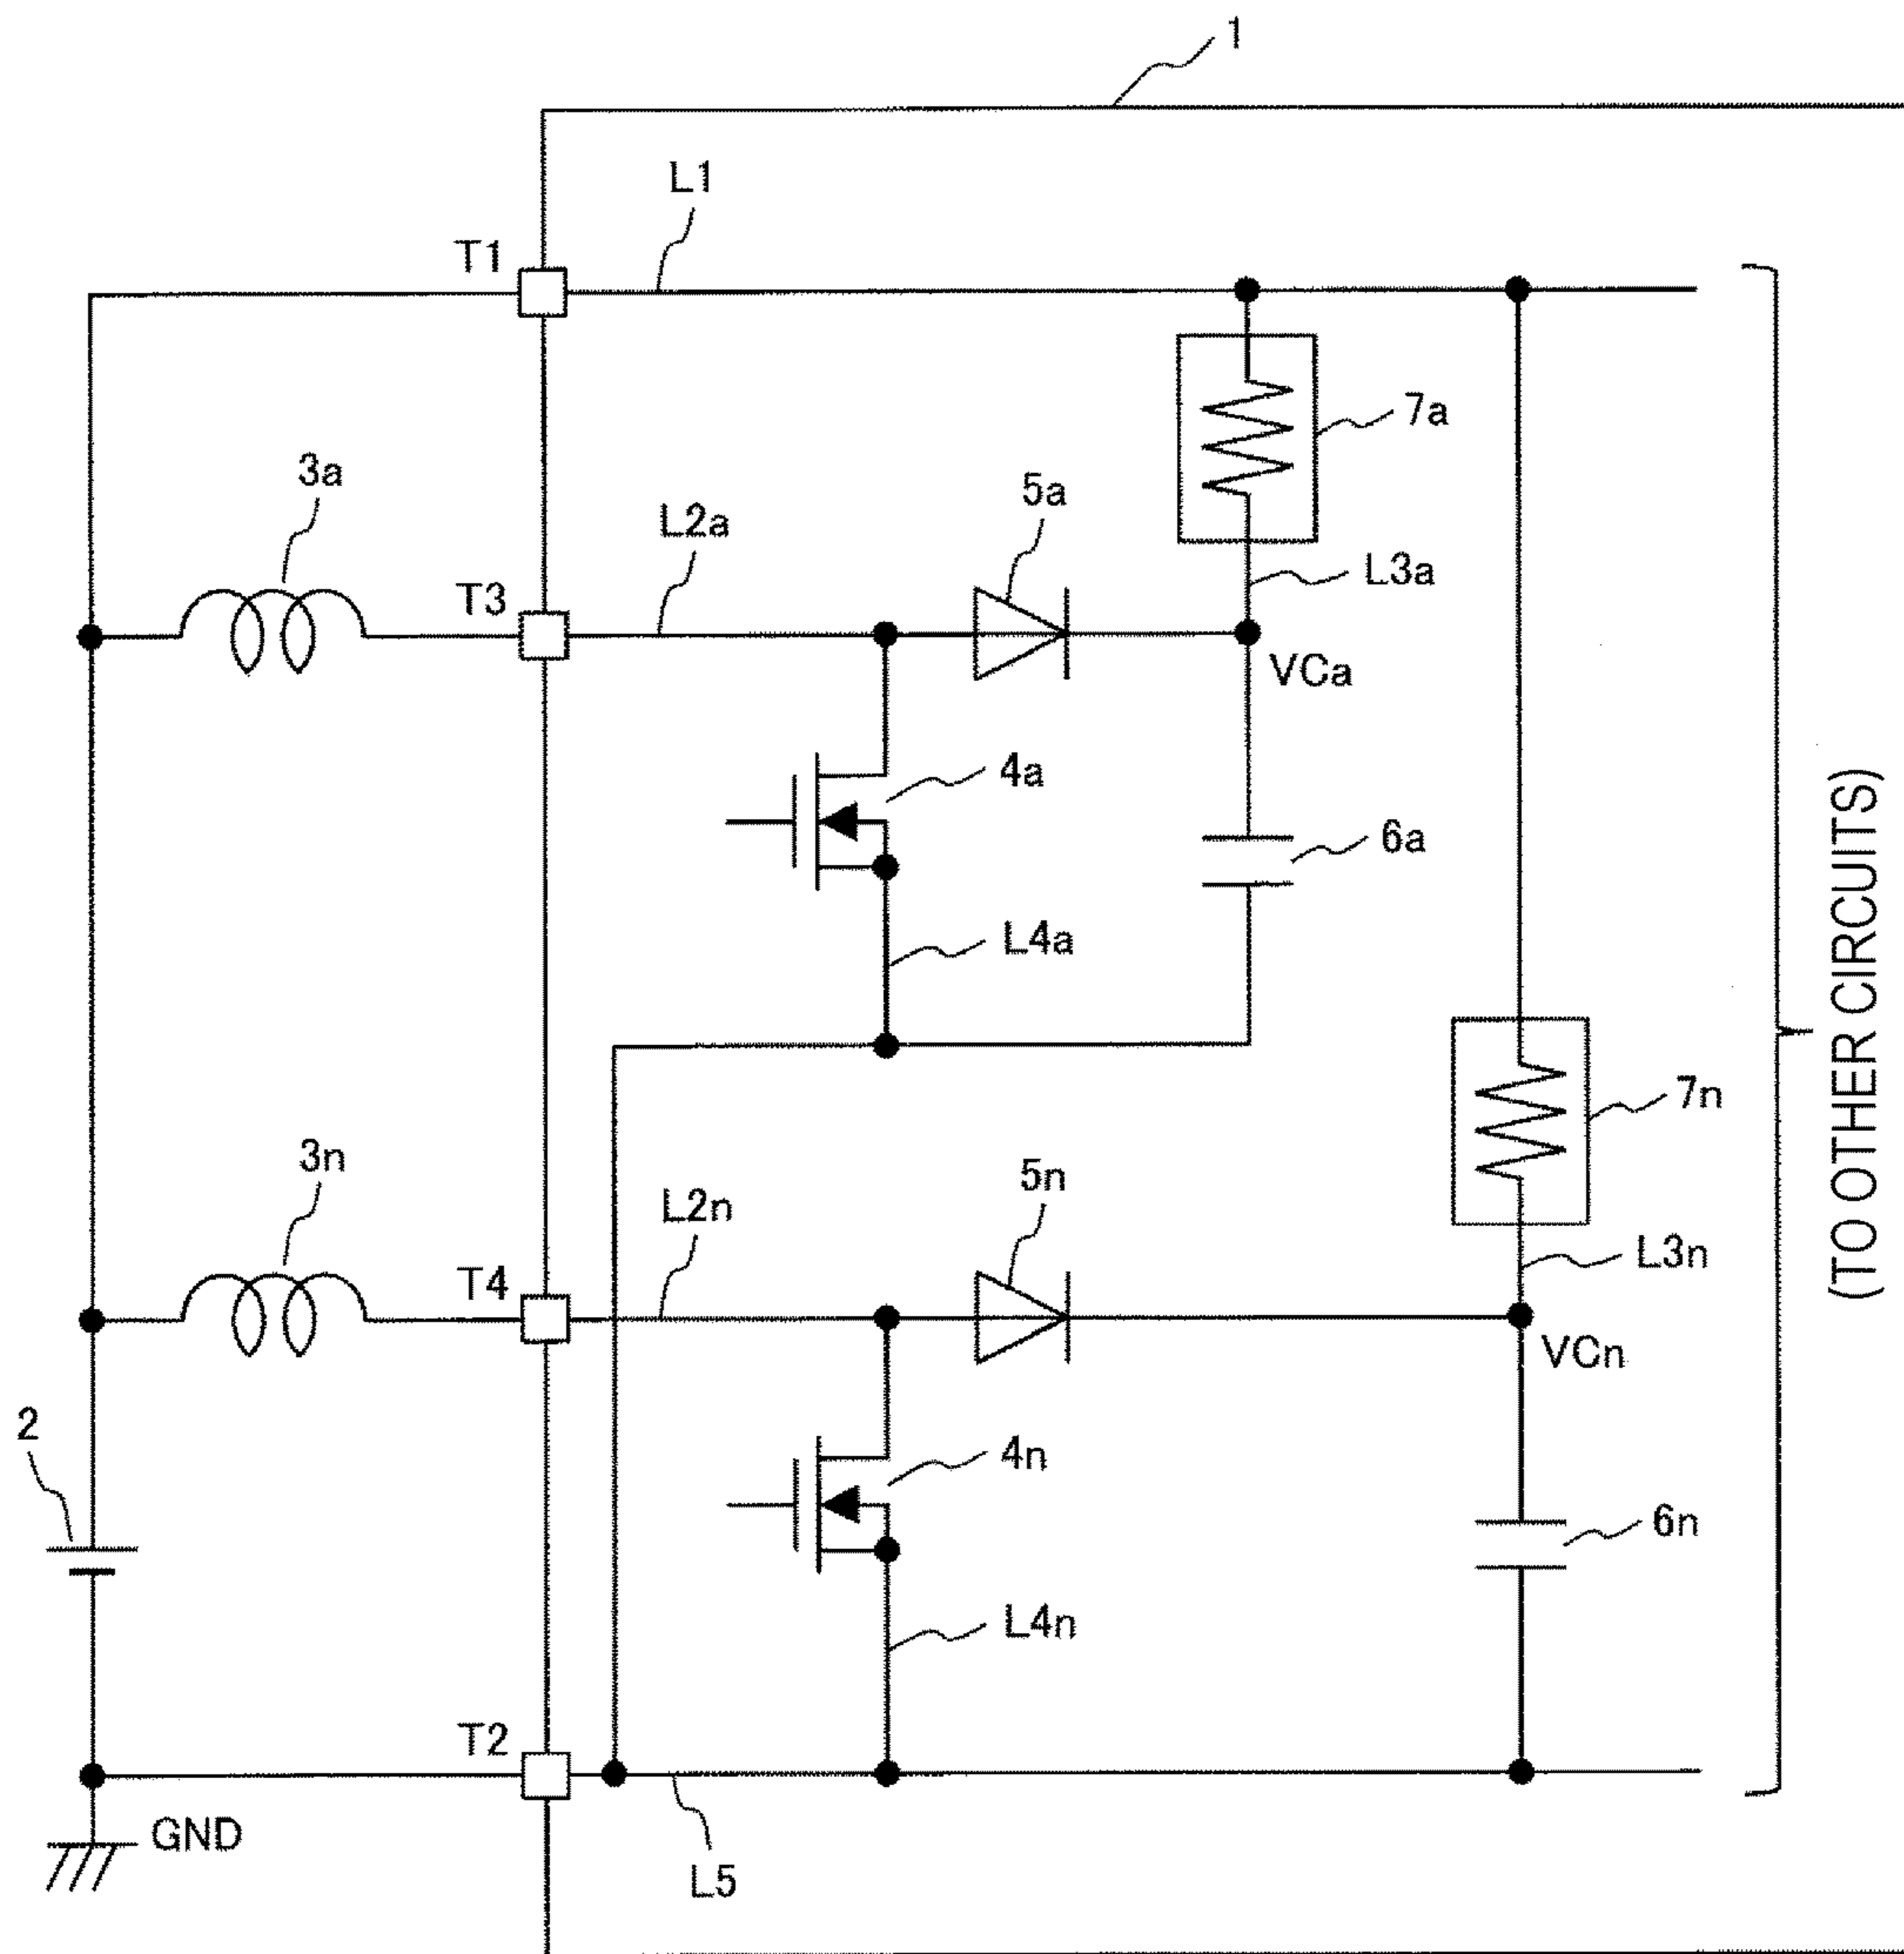 1
L1
T1
7a
3a
5a
L2a
L3a
T3
VCa
4a
6a
L4a
(TO OTHER CIRCUITS)
7n
3n
5n
L2n
L3n
T4
VCn
2
4n
6n
L4n
T2
GND
L5